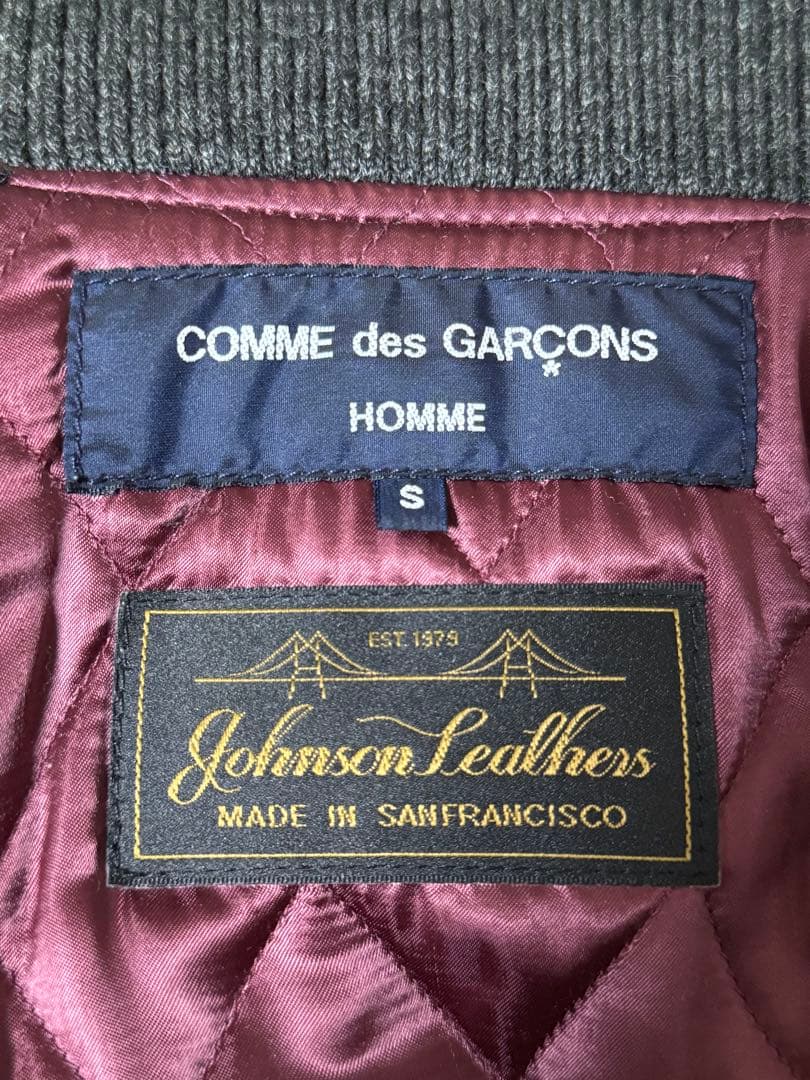 COMME des GARÇONS
*
HOMME
S
EST. 1979
Johnson Leathers
MADE IN SANFRANCISCO